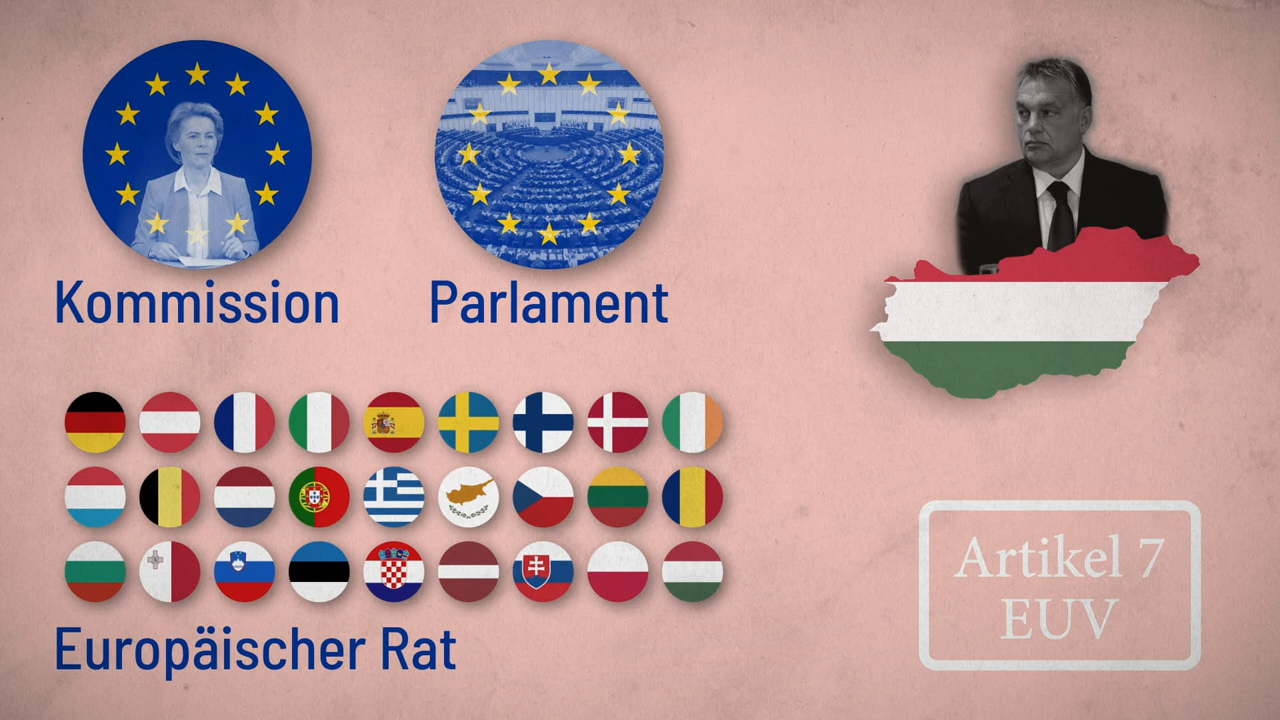 Kommission
Parlament
Europäischer Rat
Artikel 7
EUV